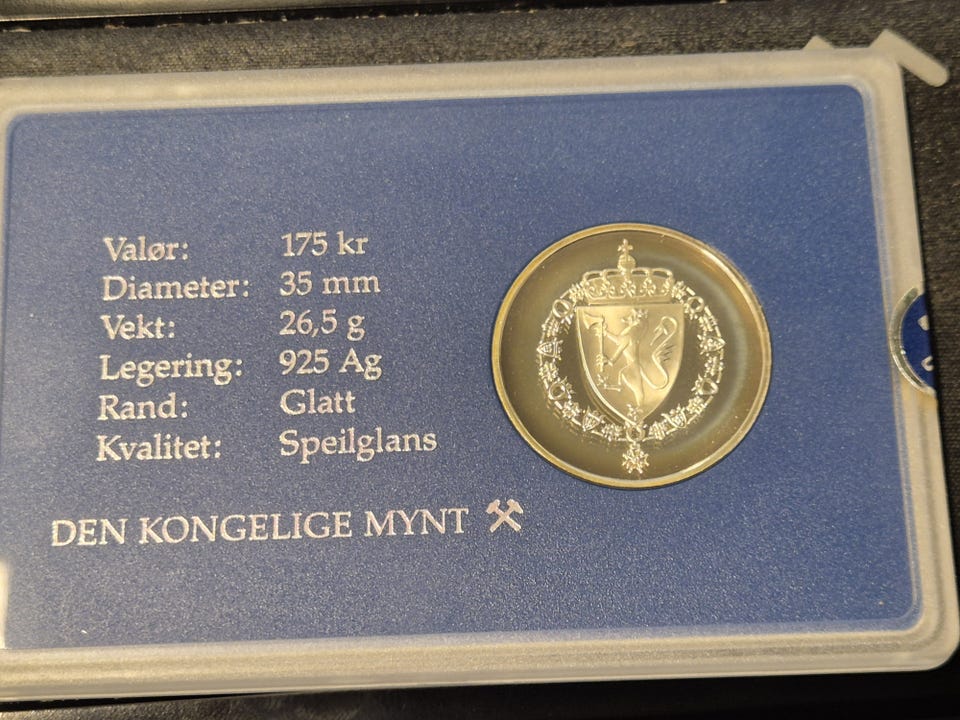 Valør: 175 kr
Diameter: 35 mm
Vekt: 26,5 g
Legering: 925 Ag
Rand: Glatt
Kvalitet: Speilglans
DEN KONGELIGE MYNT